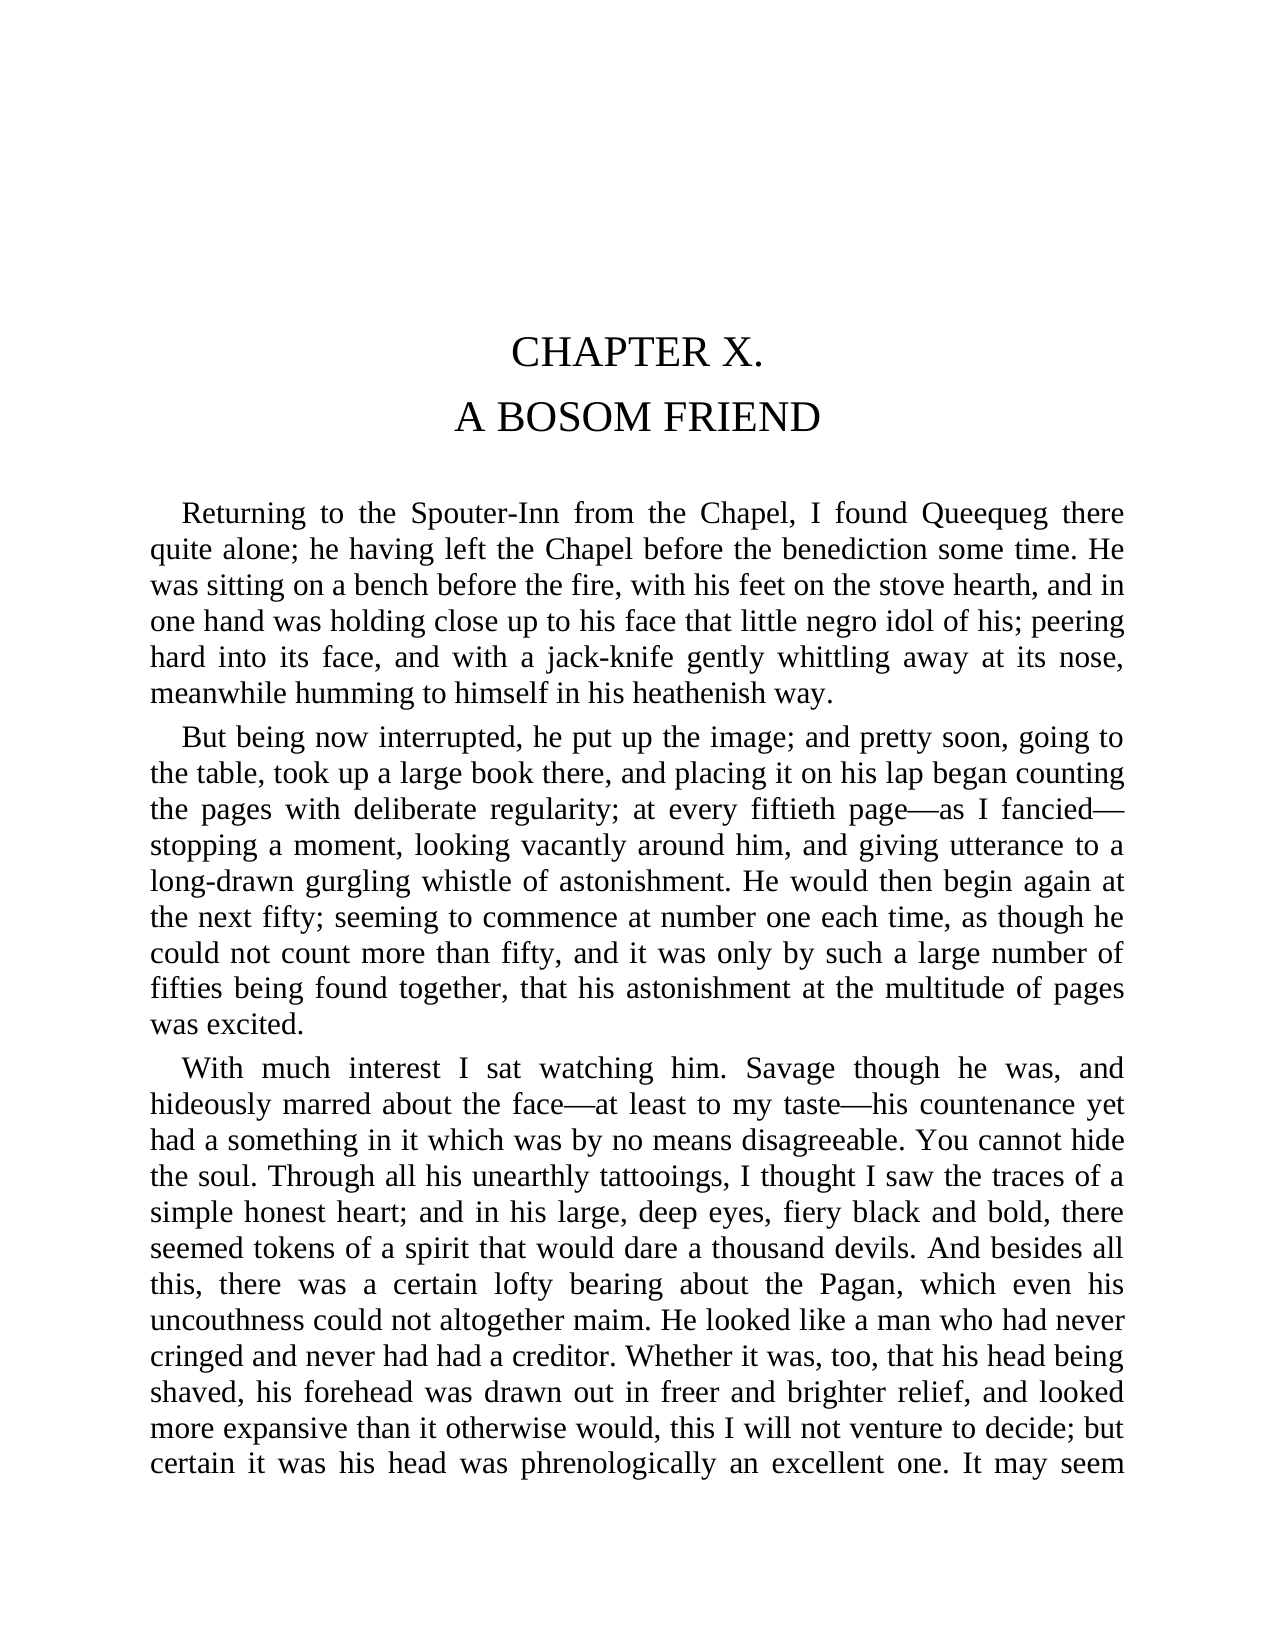 CHAPTER X.
A BOSOM FRIEND
Returning to the Spouter-Inn from the Chapel, I found Queequeg there
quite alone; he having left the Chapel before the benediction some time. He
was sitting on a bench before the fire, with his feet on the stove hearth, and in
one hand was holding close up to his face that little negro idol of his; peering
hard into its face, and with a jack-knife gently whittling away at its nose,
meanwhile humming to himself in his heathenish way.
But being now interrupted, he put up the image; and pretty soon, going to
the table, took up a large book there, and placing it on his lap began counting
the pages with deliberate regularity; at every fiftieth page—as I fancied—
stopping a moment, looking vacantly around him, and giving utterance to a
long-drawn gurgling whistle of astonishment. He would then begin again at
the next fifty; seeming to commence at number one each time, as though he
could not count more than fifty, and it was only by such a large number of
fifties being found together, that his astonishment at the multitude of pages
was excited.
With much interest I sat watching him. Savage though he was, and
hideously marred about the face—at least to my taste—his countenance yet
had a something in it which was by no means disagreeable. You cannot hide
the soul. Through all his unearthly tattooings, I thought I saw the traces of a
simple honest heart; and in his large, deep eyes, fiery black and bold, there
seemed tokens of a spirit that would dare a thousand devils. And besides all
this, there was a certain lofty bearing about the Pagan, which even his
uncouthness could not altogether maim. He looked like a man who had never
cringed and never had had a creditor. Whether it was, too, that his head being
shaved, his forehead was drawn out in freer and brighter relief, and looked
more expansive than it otherwise would, this I will not venture to decide; but
certain it was his head was phrenologically an excellent one. It may seem